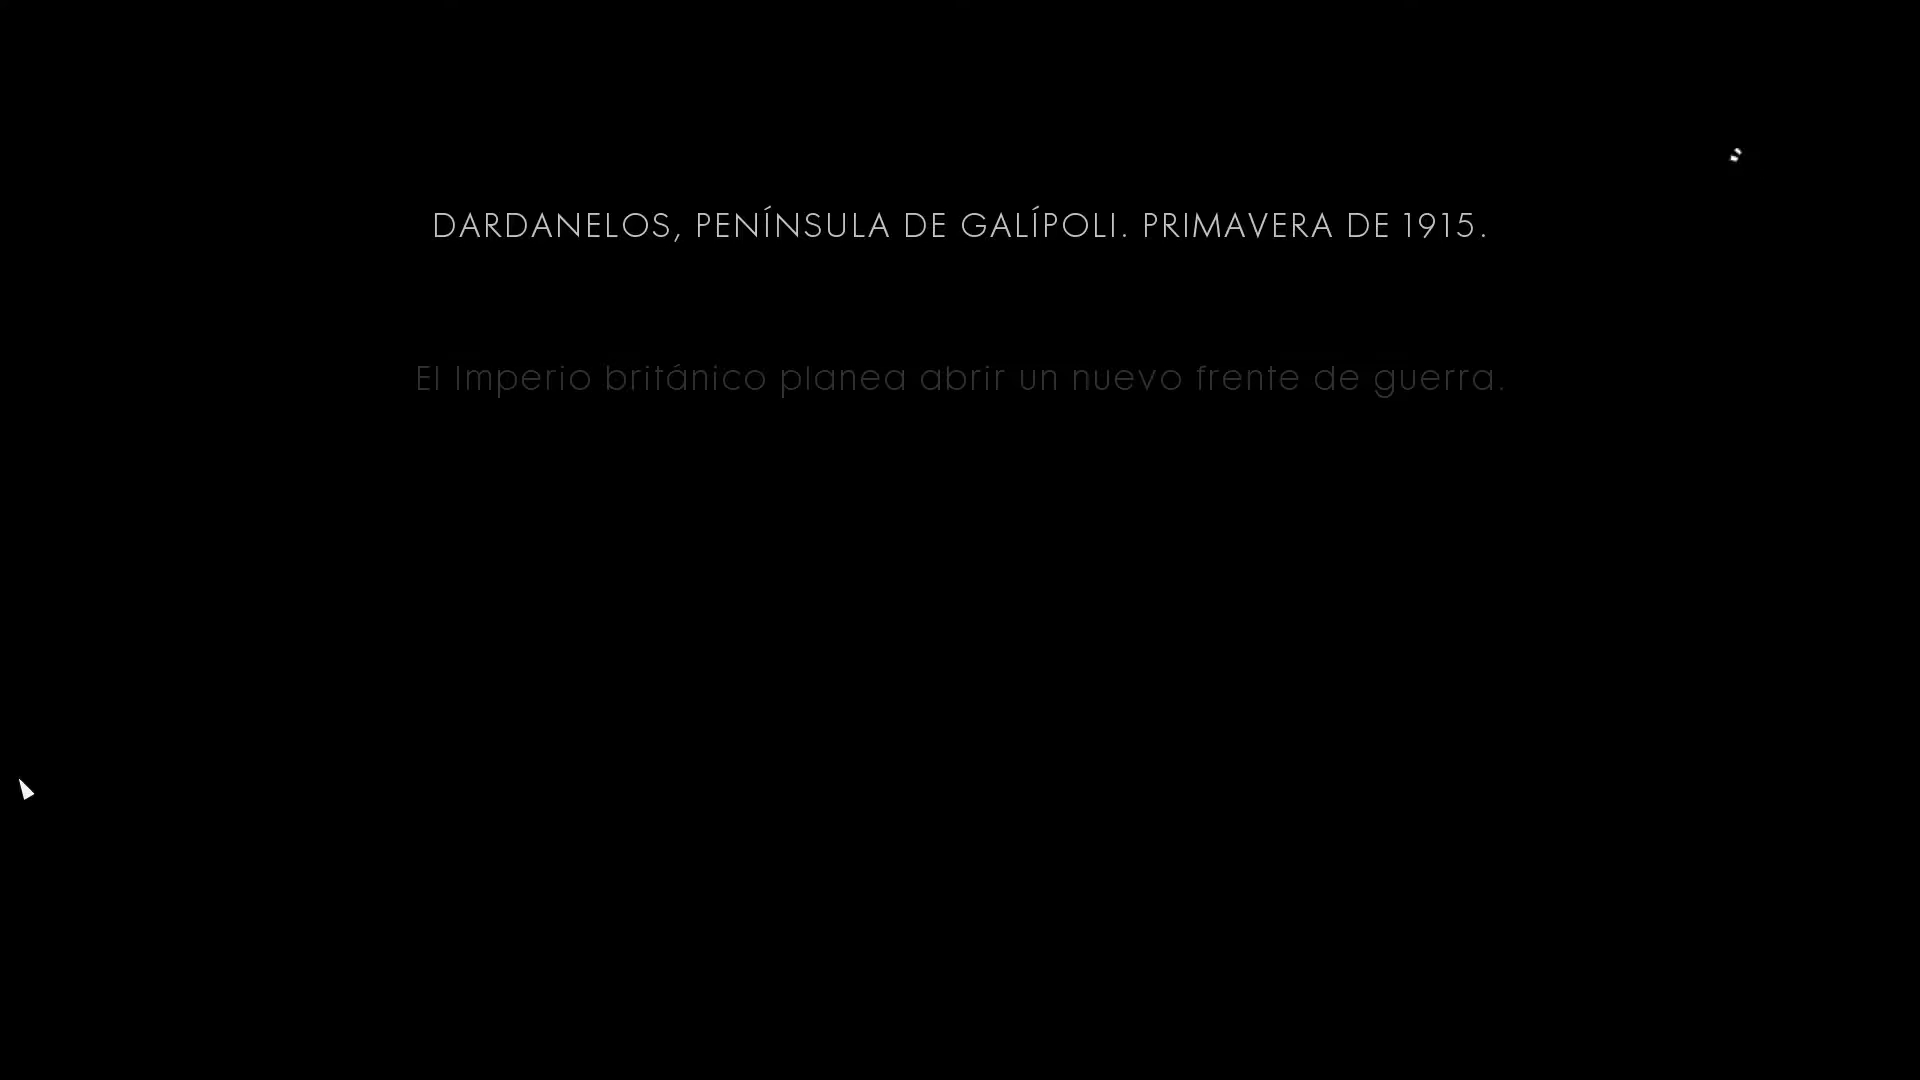 DARDANELOS, PENÍNSULA DE GALÍPOLI. PRIMAVERA DE 1915.
El Imperio británico planea abrir un nuevo frente de guerra.